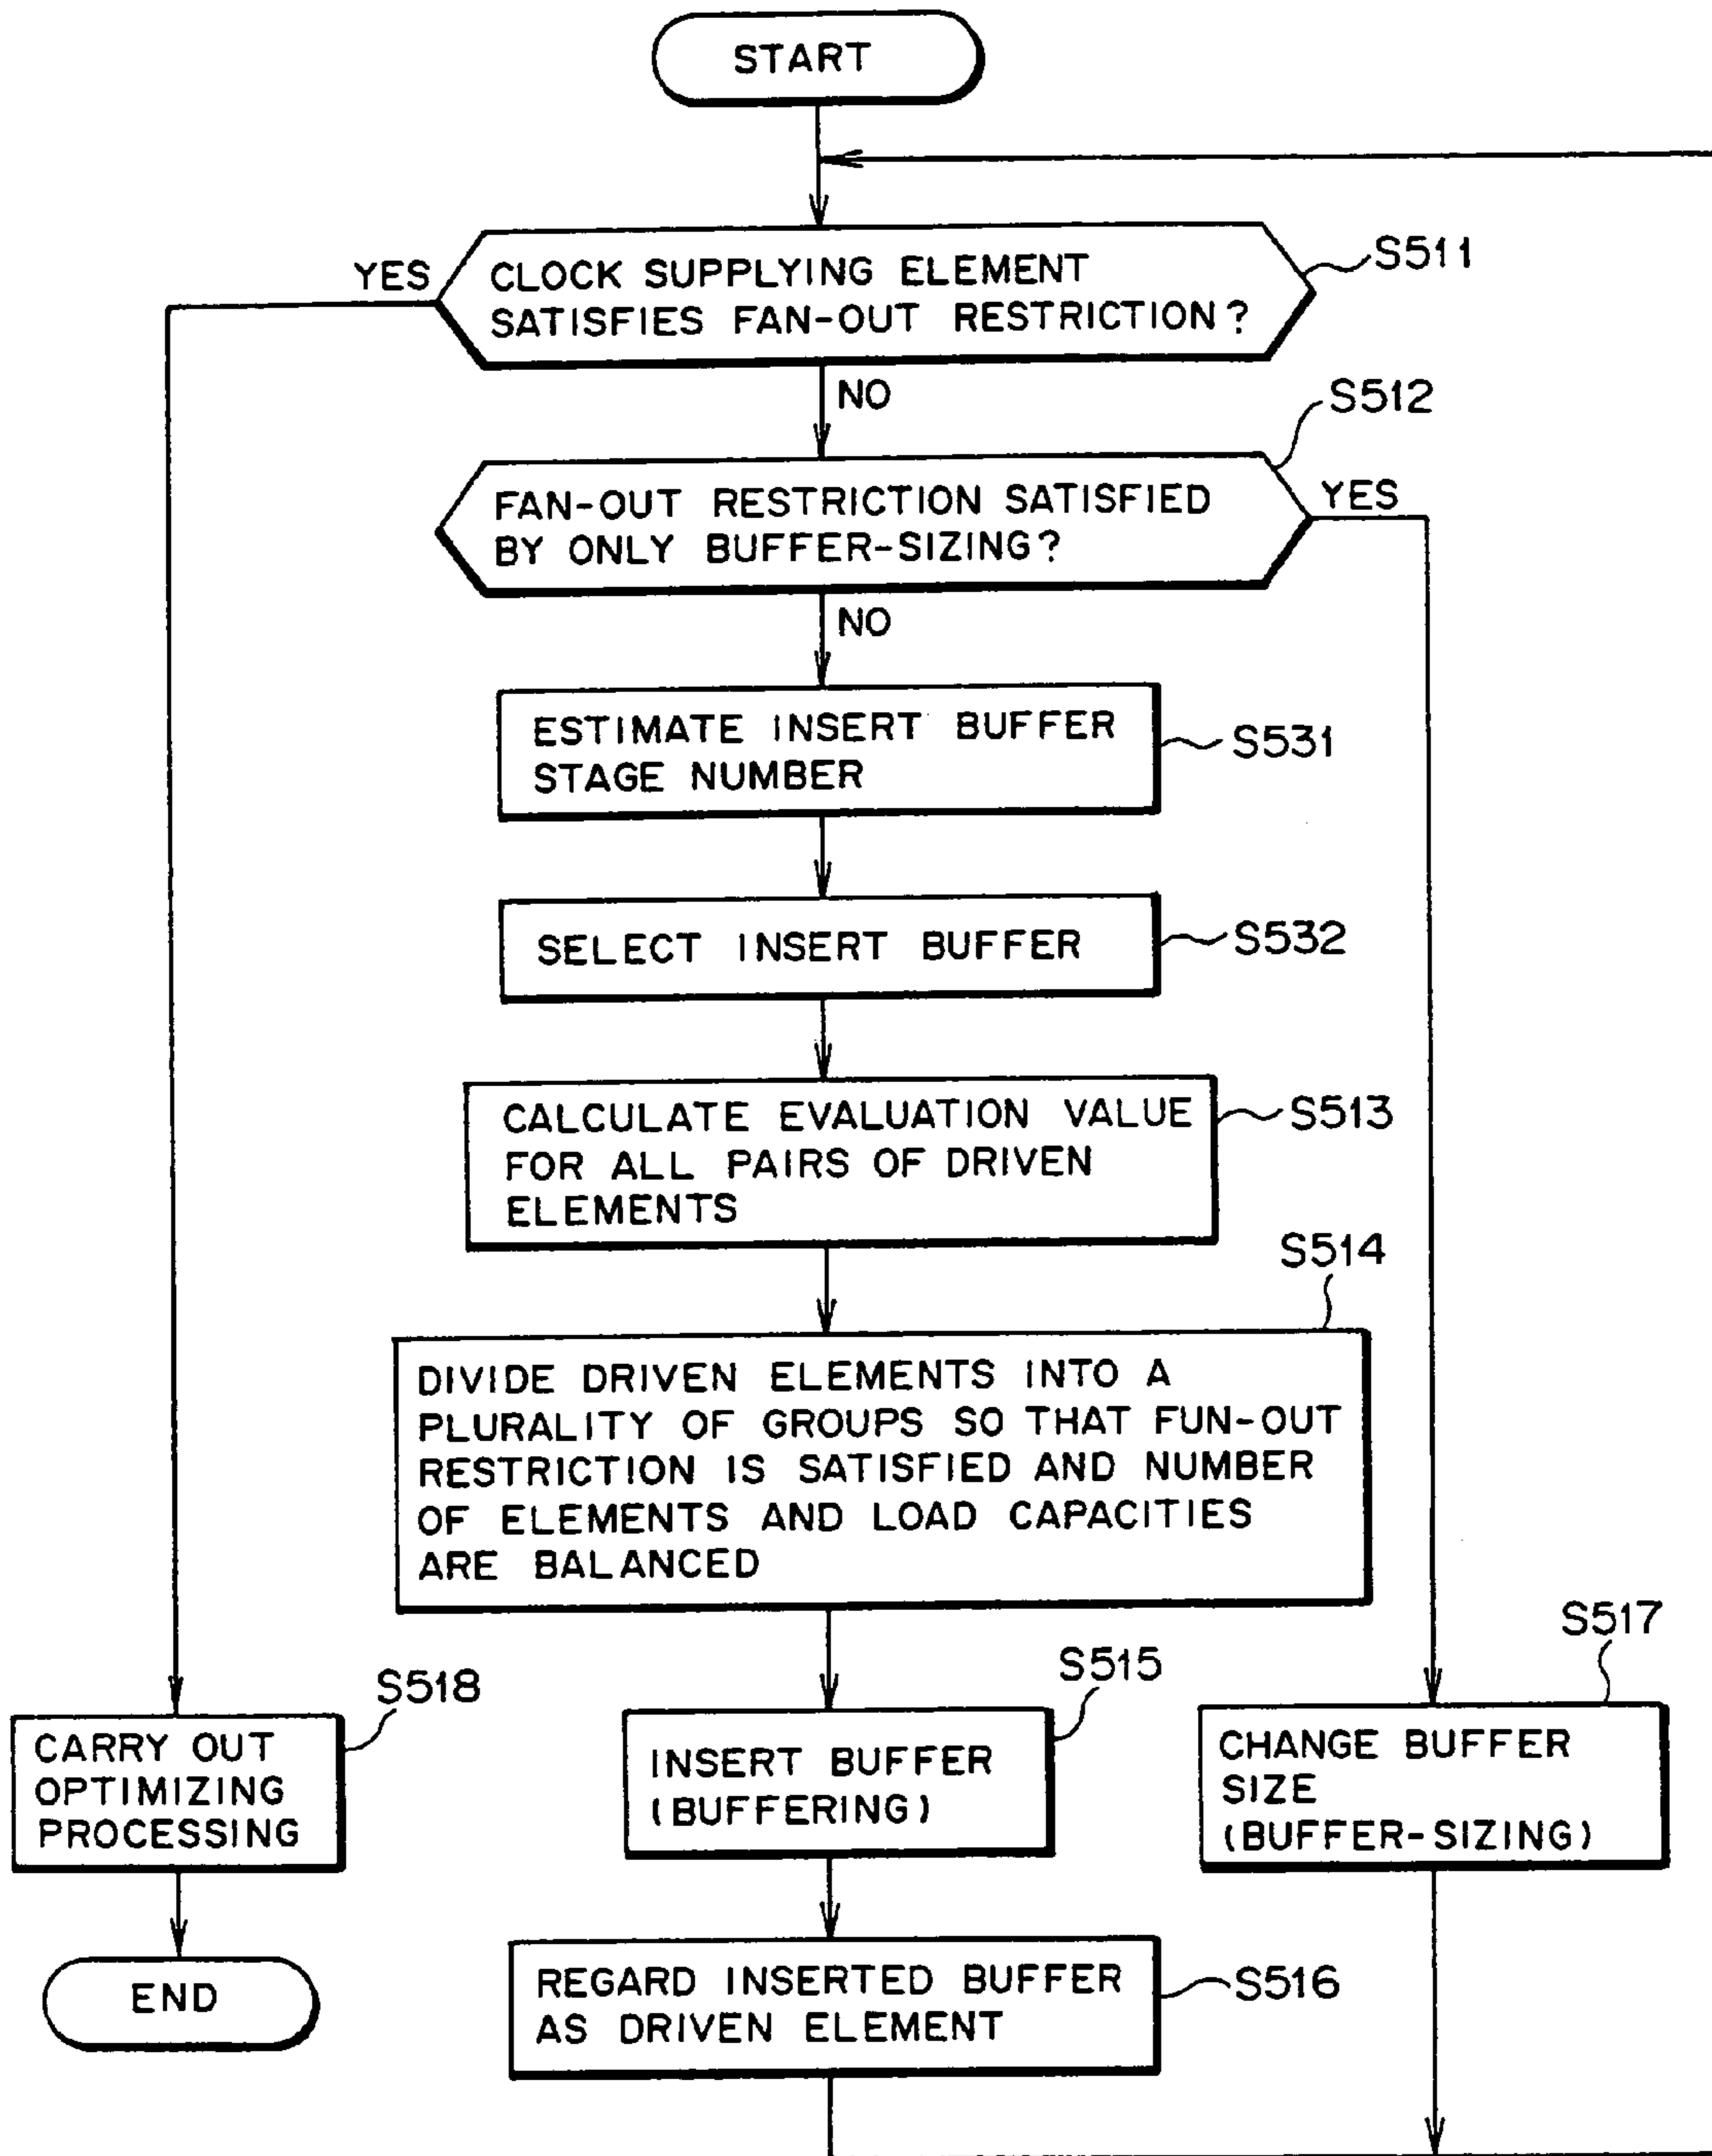 START
CLOCK SUPPLYING ELEMENT
SATISFIES FAN-OUT RESTRICTION?
S511
YES
NO
S512
FAN-OUT RESTRICTION SATISFIED
BY ONLY BUFFER-SIZING?
YES
NO
ESTIMATE INSERT BUFFER
STAGE NUMBER
S531
SELECT INSERT BUFFER
S532
CALCULATE EVALUATION VALUE
FOR ALL PAIRS OF DRIVEN
ELEMENTS
S513
S514
DIVIDE DRIVEN ELEMENTS INTO A
PLURALITY OF GROUPS SO THAT FUN-OUT
RESTRICTION IS SATISFIED AND NUMBER
OF ELEMENTS AND LOAD CAPACITIES
ARE BALANCED
S518
CARRY OUT
OPTIMIZING
PROCESSING
S515
INSERT BUFFER
(BUFFERING)
S517
CHANGE BUFFER
SIZE
(BUFFER-SIZING)
END
REGARD INSERTED BUFFER
AS DRIVEN ELEMENT
S516